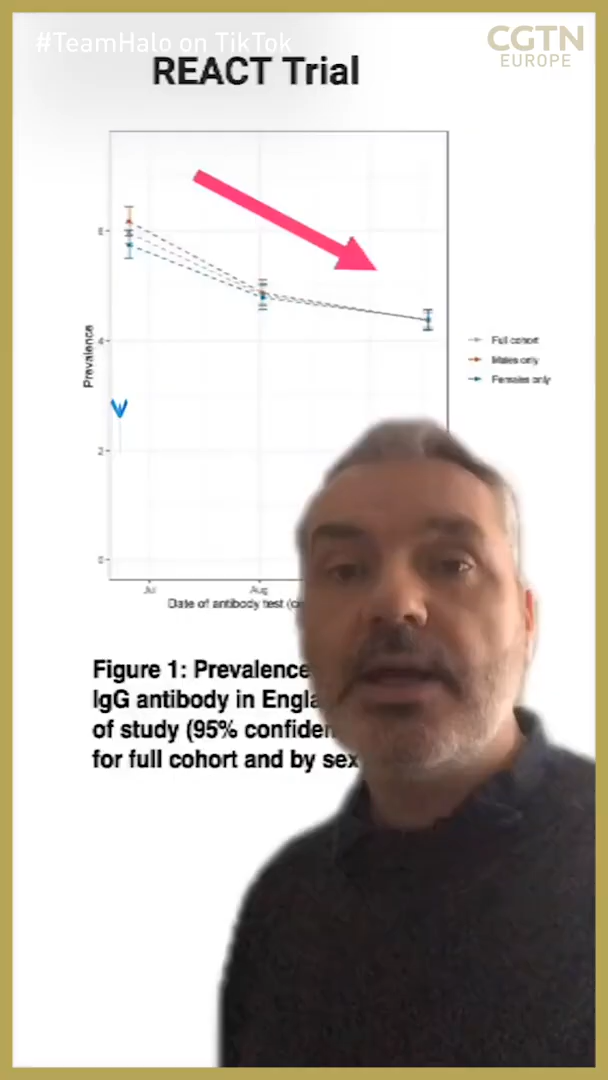 #TeamHalo on TikTok
CGTN
EUROPE
REACT Trial
6
4
2
0
Prevalence
Full cohort
Males only
Females only
Jul
Aug
Date of antibody test
Figure 1: Prevalence
IgG antibody in Engla
of study (95% confiden
for full cohort and by sex